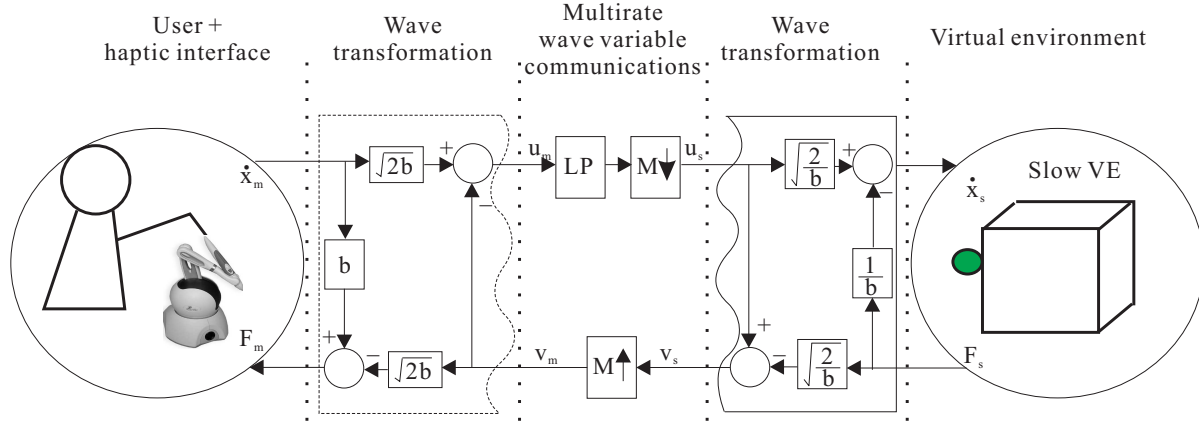 User +
haptic interface
Wave
transformation
Multirate
wave variable
communications
Wave
transformation
Virtual environment
ẋₘ
√2b
+
−
uₘ
LP
M↓
uₛ
√2/b
+
−
ẋₛ
Slow VE
b
1/b
Fₘ
+
−
√2b
vₘ
M↑
vₛ
+
−
√2/b
Fₛ